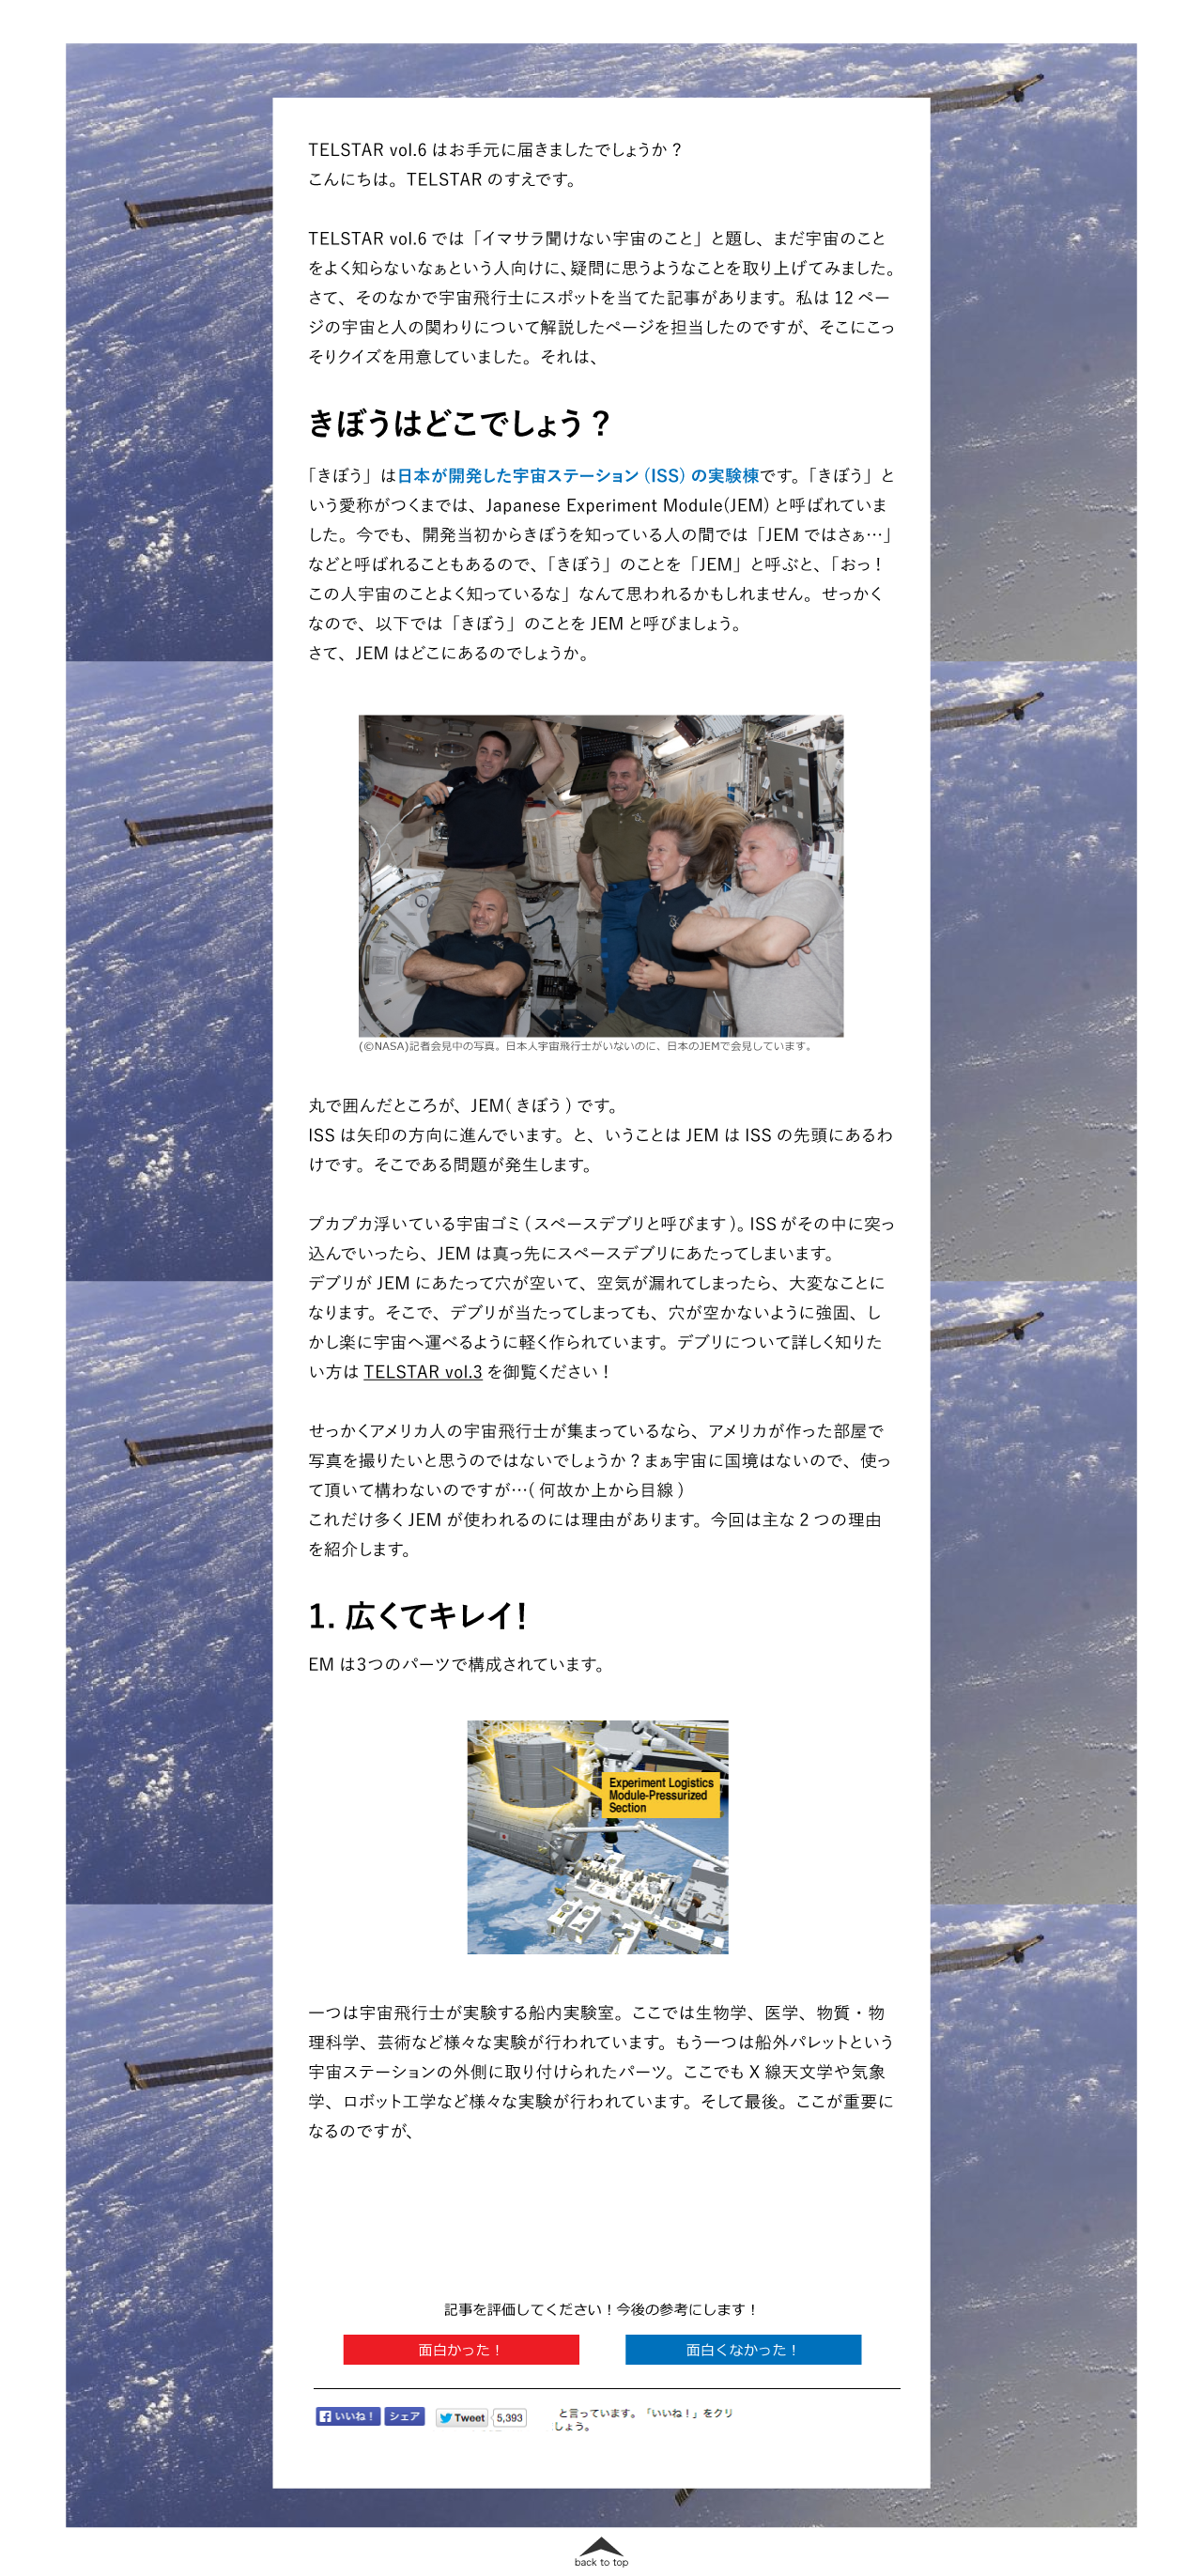 TELSTAR vol.6 はお手元に届きましたでしょうか？
こんにちは。TELSTAR のすえです。
TELSTAR vol.6 では「イマサラ聞けない宇宙のこと」と題し、まだ宇宙のこと
をよく知らないなぁという人向けに、疑問に思うようなことを取り上げてみました。
さて、そのなかで宇宙飛行士にスポットを当てた記事があります。私は 12 ペー
ジの宇宙と人の関わりについて解説したページを担当したのですが、そこにこっ
そりクイズを用意していました。それは、
きぼうはどこでしょう？
「きぼう」は日本が開発した宇宙ステーション（ISS）の実験棟です。「きぼう」と
いう愛称がつくまでは、Japanese Experiment Module(JEM) と呼ばれていま
した。今でも、開発当初からきぼうを知っている人の間では「JEM ではさぁ…」
などと呼ばれることもあるので、「きぼう」のことを「JEM」と呼ぶと、「おっ！
この人宇宙のことよく知っているな」なんて思われるかもしれません。せっかく
なので、以下では「きぼう」のことを JEM と呼びましょう。
さて、JEM はどこにあるのでしょうか。
(©NASA)記者会見中の写真。日本人宇宙飛行士がいないのに、日本のJEMで会見しています。
丸で囲んだところが、JEM( きぼう ) です。
ISS は矢印の方向に進んでいます。と、いうことは JEM は ISS の先頭にあるわ
けです。そこである問題が発生します。
プカプカ浮いている宇宙ゴミ ( スペースデブリと呼びます )。ISS がその中に突っ
込んでいったら、JEM は真っ先にスペースデブリにあたってしまいます。
デブリが JEM にあたって穴が空いて、空気が漏れてしまったら、大変なことに
なります。そこで、デブリが当たってしまっても、穴が空かないように強固、し
かし楽に宇宙へ運べるように軽く作られています。デブリについて詳しく知りた
い方は TELSTAR vol.3 を御覧ください！
せっかくアメリカ人の宇宙飛行士が集まっているなら、アメリカが作った部屋で
写真を撮りたいと思うのではないでしょうか？まぁ宇宙に国境はないので、使っ
て頂いて構わないのですが…( 何故か上から目線 )
これだけ多く JEM が使われるのには理由があります。今回は主な 2 つの理由
を紹介します。
1. 広くてキレイ！
EM は3つのパーツで構成されています。
Experiment Logistics
Module-Pressurized
Section
一つは宇宙飛行士が実験する船内実験室。ここでは生物学、医学、物質・物
理科学、芸術など様々な実験が行われています。もう一つは船外パレットという
宇宙ステーションの外側に取り付けられたパーツ。ここでも X 線天文学や気象
学、ロボット工学など様々な実験が行われています。そして最後。ここが重要に
なるのですが、
記事を評価してください！今後の参考にします！
面白かった！ 面白くなかった！
いいね！ シェア Tweet 5,393 と言っています。「いいね！」をクリ
しょう。
back to top